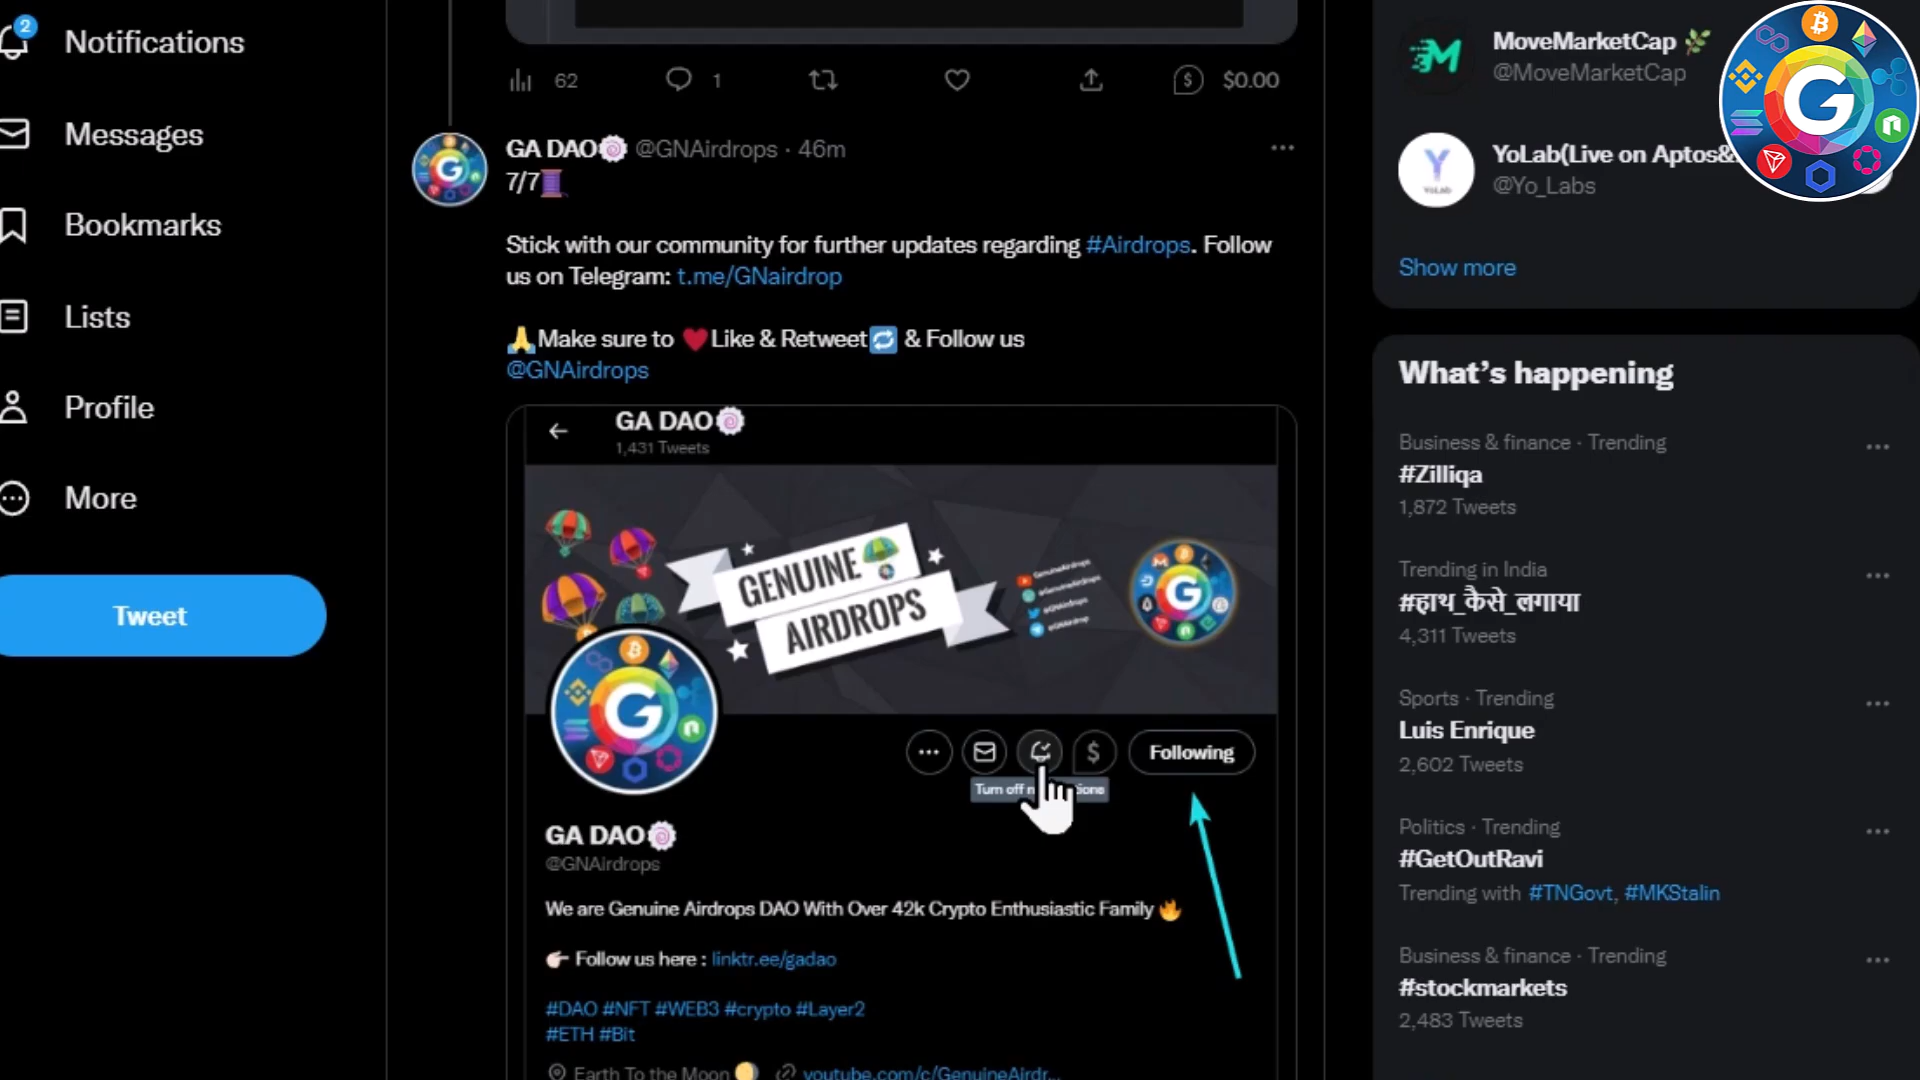 2
Notifications
Messages
Bookmarks
Lists
Profile
More
Tweet
62
1
$0.00
GA DAO🍥 @GNAirdrops · 46m
7/7🧵
Stick with our community for further updates regarding #Airdrops. Follow
us on Telegram: t.me/GNairdrop
🙏Make sure to ❤️Like & Retweet🔁 & Follow us
@GNAirdrops
GA DAO🍥
1,431 Tweets
GENUINE
AIRDROPS
G
GenuineAirdrops
@GenuineAirdrops
@GNAirdrops
@GNairdrop
Following
Turn off
GA DAO🍥
@GNAirdrops
We are Genuine Airdrops DAO With Over 42k Crypto Enthusiastic Family 🔥
👉 Follow us here : linktr.ee/gadao
#DAO #NFT #WEB3 #crypto #Layer2
#ETH #Bit
Earth To the Moon🌖 youtube.com/c/GenuineAirdr...
MoveMarketCap 🌿
@MoveMarketCap
YoLab(Live on Aptos&
@Yo_Labs
YoLab
Show more
What's happening
Business & finance · Trending
#Zilliqa
1,872 Tweets
Trending in India
#हाथ_कैसे_लगाया
4,311 Tweets
Sports · Trending
Luis Enrique
2,602 Tweets
Politics · Trending
#GetOutRavi
Trending with #TNGovt, #MKStalin
Business & finance · Trending
#stockmarkets
2,483 Tweets
G